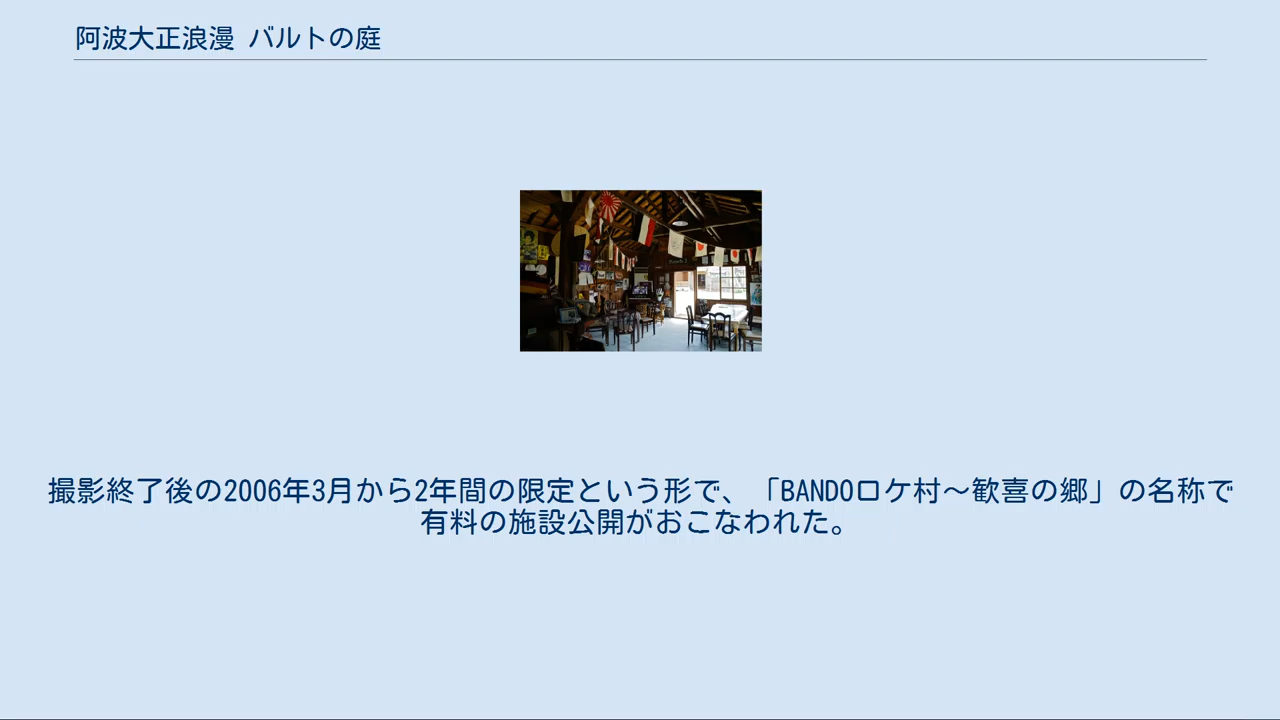 阿波大正浪漫 バルトの庭
撮影終了後の2006年3月から2年間の限定という形で、「BANDOロケ村～歓喜の郷」の名称で
有料の施設公開がおこなわれた。